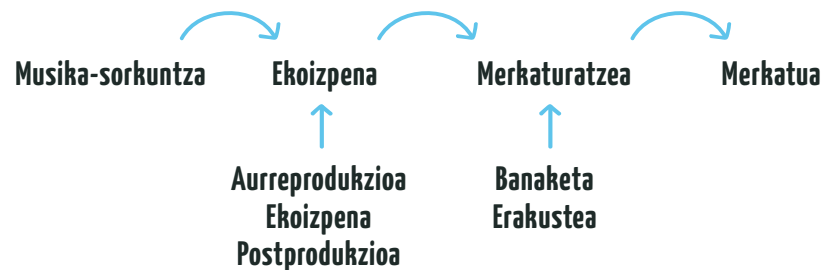 Musika-sorkuntza
Ekoizpena
Merkaturatzea
Merkatua
Aurreprodukzioa
Ekoizpena
Postprodukzioa
Banaketa
Erakustea